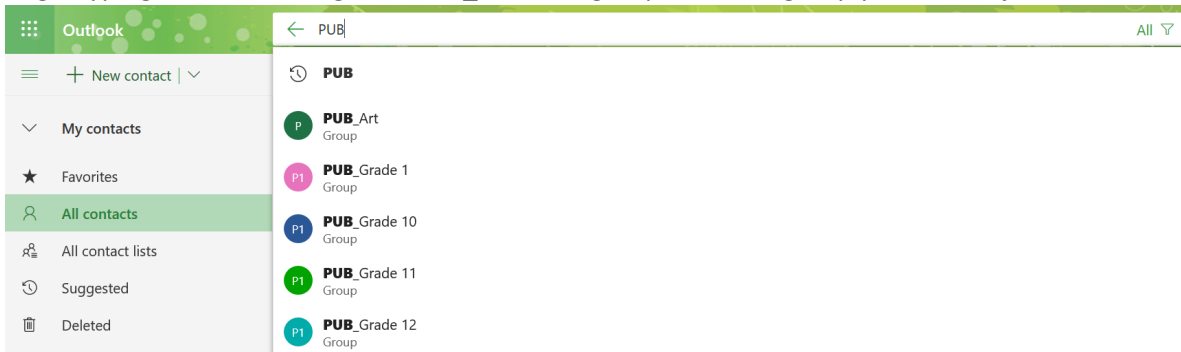 Outlook
PUB
All
New contact
PUB
My contacts
P
PUB_Art
Group
Favorites
P1
PUB_Grade 1
Group
All contacts
P1
PUB_Grade 10
Group
All contact lists
P1
PUB_Grade 11
Group
Suggested
Deleted
P1
PUB_Grade 12
Group